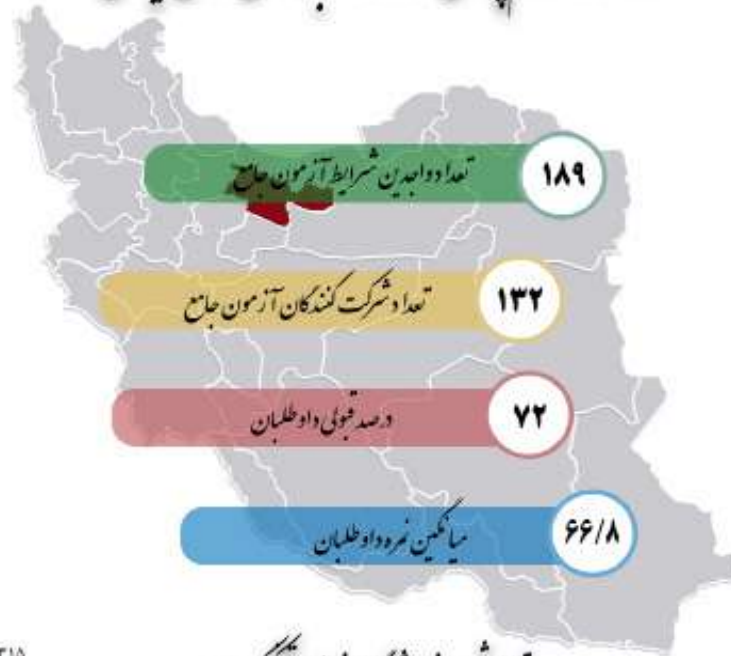 تعداد واجدین شرایط آزمون جامع ۱۸۹
تعداد شرکت کنندگان آزمون جامع ۱۳۲
درصد قبولی داوطلبان ۷۲
میانگین نمره داوطلبان ۶۶/۸